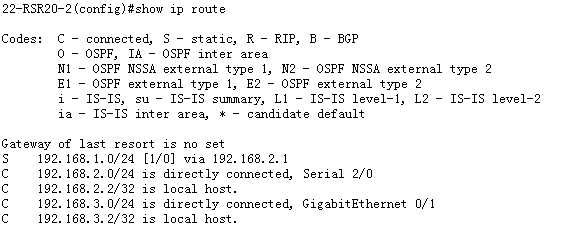 22-RSR20-2(config)#show ip route
Codes:  C - connected, S - static, R - RIP, B - BGP
O - OSPF, IA - OSPF inter area
N1 - OSPF NSSA external type 1, N2 - OSPF NSSA external type 2
E1 - OSPF external type 1, E2 - OSPF external type 2
i - IS-IS, su - IS-IS summary, L1 - IS-IS level-1, L2 - IS-IS level-2
ia - IS-IS inter area, * - candidate default
Gateway of last resort is no set
S    192.168.1.0/24 [1/0] via 192.168.2.1
C    192.168.2.0/24 is directly connected, Serial 2/0
C    192.168.2.2/32 is local host.
C    192.168.3.0/24 is directly connected, GigabitEthernet 0/1
C    192.168.3.2/32 is local host.